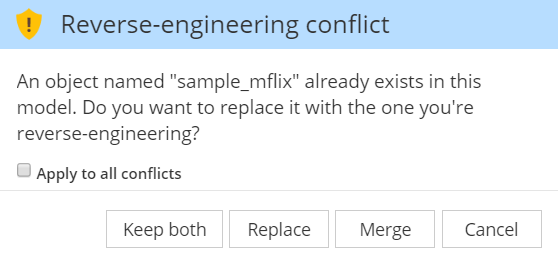 Reverse-engineering conflict
An object named "sample_mflix" already exists in this
model. Do you want to replace it with the one you're
reverse-engineering?
Apply to all conflicts
Keep both Replace Merge Cancel